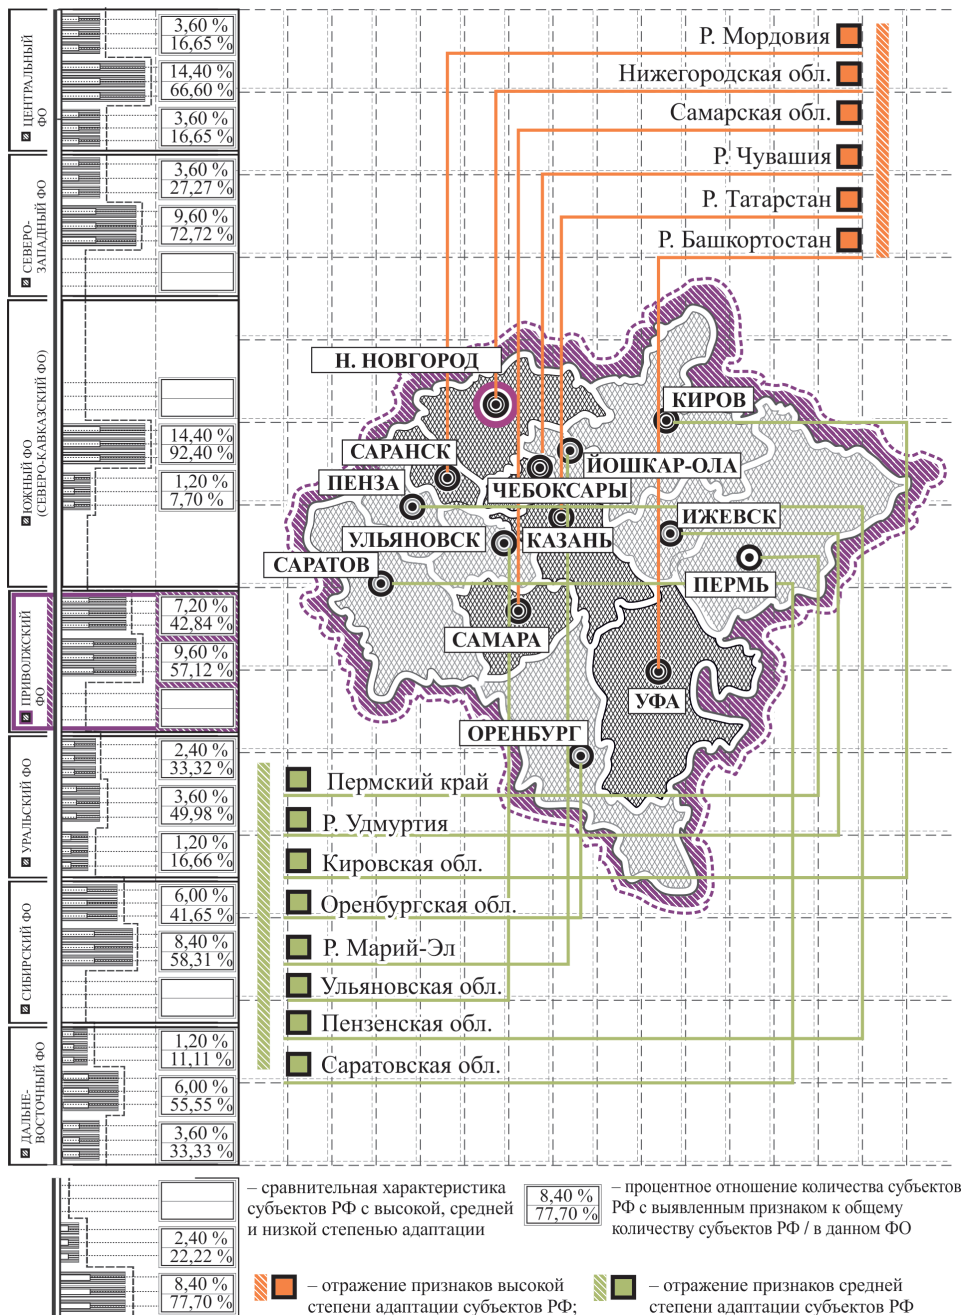 ЦЕНТРАЛЬНЫЙ
ФО
3,60 %
16,65 %
14,40 %
66,60 %
3,60 %
16,65 %
СЕВЕРО-
ЗАПАДНЫЙ ФО
3,60 %
27,27 %
9,60 %
72,72 %
ЮЖНЫЙ ФО
(СЕВЕРО-КАВКАЗСКИЙ ФО)
14,40 %
92,40 %
1,20 %
7,70 %
ПРИВОЛЖСКИЙ
ФО
7,20 %
42,84 %
9,60 %
57,12 %
УРАЛЬСКИЙ ФО
2,40 %
33,32 %
3,60 %
49,98 %
1,20 %
16,66 %
СИБИРСКИЙ ФО
6,00 %
41,65 %
8,40 %
58,31 %
ДАЛЬНЕ-
ВОСТОЧНЫЙ ФО
1,20 %
11,11 %
6,00 %
55,55 %
3,60 %
33,33 %
2,40 %
22,22 %
8,40 %
77,70 %
Р. Мордовия
Нижегородская обл.
Самарская обл.
Р. Чувашия
Р. Татарстан
Р. Башкортостан
Н. НОВГОРОД
КИРОВ
САРАНСК
ЙОШКАР-ОЛА
ПЕНЗА
ЧЕБОКСАРЫ
ИЖЕВСК
УЛЬЯНОВСК
КАЗАНЬ
САРАТОВ
ПЕРМЬ
САМАРА
УФА
ОРЕНБУРГ
Пермский край
Р. Удмуртия
Кировская обл.
Оренбургская обл.
Р. Марий-Эл
Ульяновская обл.
Пензенская обл.
Саратовская обл.
– сравнительная характеристика
субъектов РФ с высокой, средней
и низкой степенью адаптации
8,40 %
77,70 %
– процентное отношение количества субъектов
РФ с выявленным признаком к общему
количеству субъектов РФ / в данном ФО
– отражение признаков высокой
степени адаптации субъектов РФ;
– отражение признаков средней
степени адаптации субъектов РФ